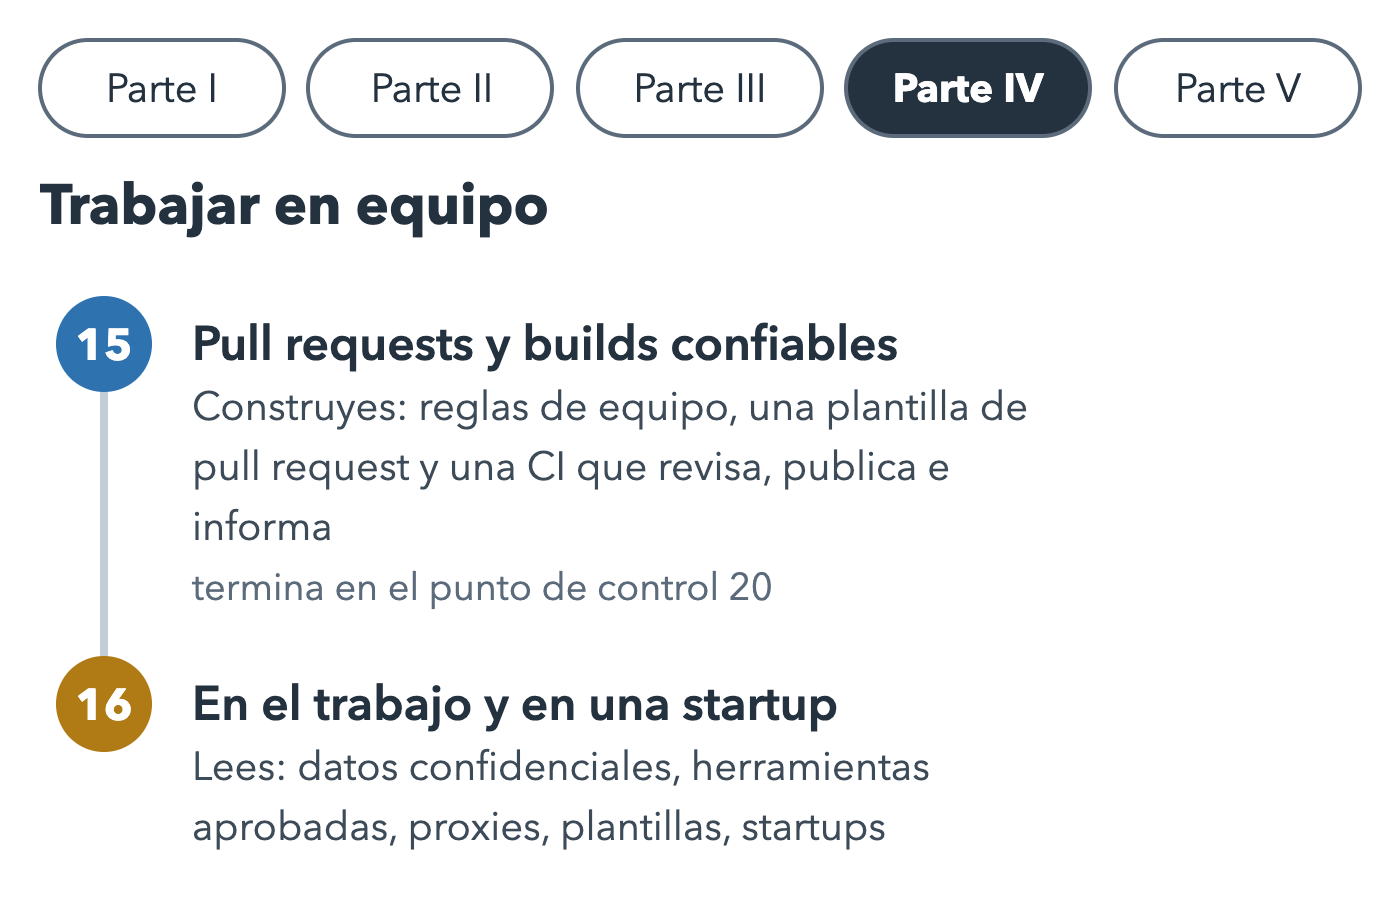 Parte I
Parte II
Parte III
Parte IV
Parte V
Trabajar en equipo
15
Pull requests y builds confiables
Construyes: reglas de equipo, una plantilla de
pull request y una CI que revisa, publica e
informa
termina en el punto de control 20
16
En el trabajo y en una startup
Lees: datos confidenciales, herramientas
aprobadas, proxies, plantillas, startups